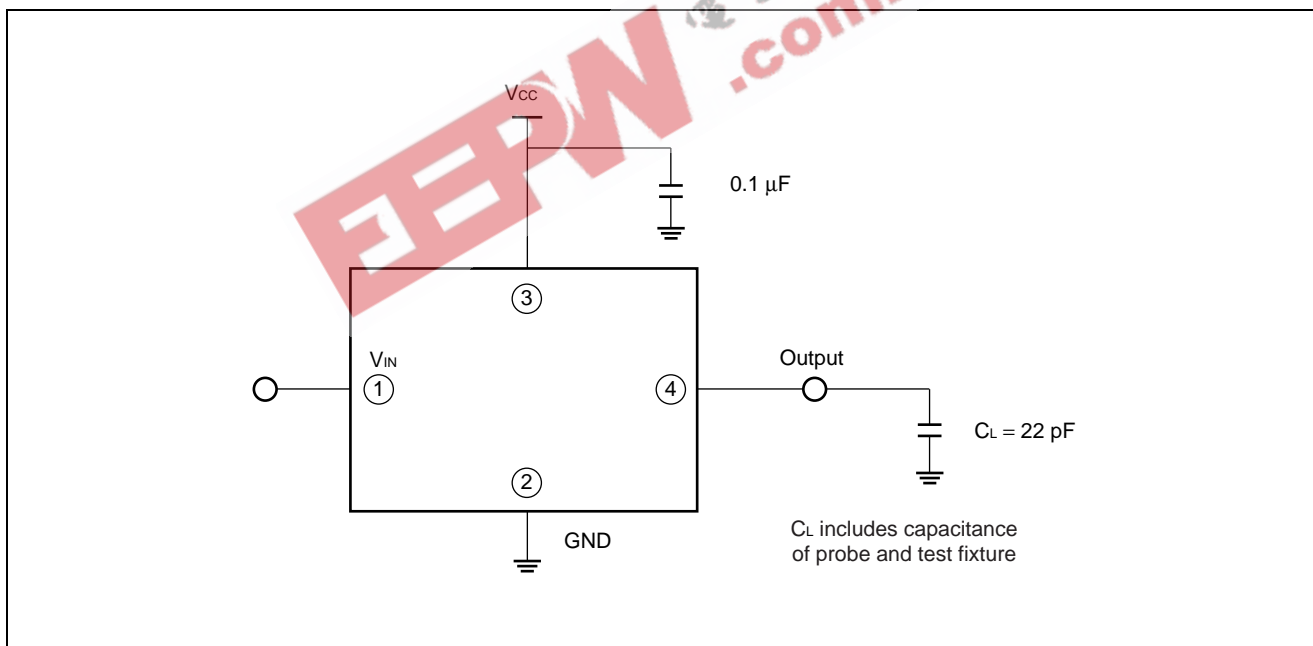 EEPW
.com
VCC
0.1 μF
3
VIN
1
4
Output
CL = 22 pF
2
GND
CL includes capacitance
of probe and test fixture